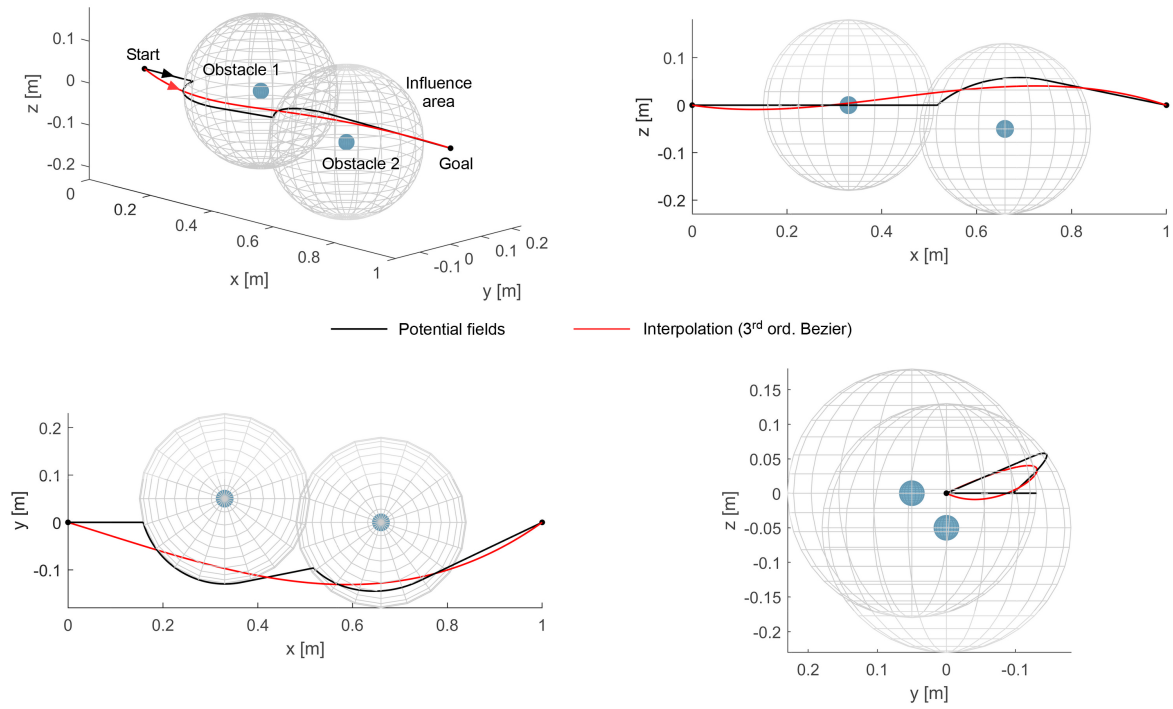 0.1
0
-0.1
-0.2
z [m]
Start
Obstacle 1
Influence
area
Obstacle 2
Goal
0
0.2
0.4
0.6
0.8
1
x [m]
-0.1
0
0.1
0.2
y [m]
0.1
0
-0.1
-0.2
z [m]
0
0.2
0.4
0.6
0.8
1
x [m]
Potential fields
Interpolation (3rd ord. Bezier)
0.2
0.1
0
-0.1
y [m]
0
0.2
0.4
0.6
0.8
1
x [m]
0.15
0.1
0.05
0
-0.05
-0.1
-0.15
-0.2
z [m]
0.2
0.1
0
-0.1
y [m]